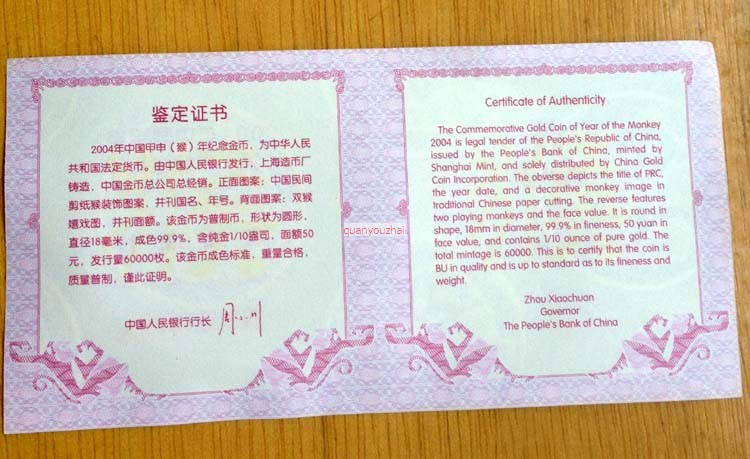 鉴定证书
2004年中国甲申（猴）年纪念金币，为中华人民
共和国法定货币。由中国人民银行发行，上海造币厂
铸造，中国金币总公司总经销。正面图案：中国民间
剪纸猴装饰图案，并刊国名、年号。背面图案：双猴
嬉戏图，并刊面额。该金币为普制币，形状为圆形，
直径18毫米，成色99.9%，含纯金1/10盎司，面额50
元，发行量60000枚。该金币成色标准，重量合格，
质量普制，谨此证明。
中国人民银行行长
quanyouzhai
Certificate of Authenticity
The Commemorative Gold Coin of Year of the Monkey
2004 is legal tender of the People's Republic of China,
issued by the People's Bank of China, minted by
Shanghai Mint, and solely distributed by China Gold
Coin Incorporation. The obverse depicts the title of PRC,
the year date, and a decorative monkey image in
traditional Chinese paper cutting. The reverse features
two playing monkeys and the face value. It is round in
shape, 18mm in diameter, 99.9% in fineness, 50 yuan in
face value, and contains 1/10 ounce of pure gold. The
total mintage is 60000. This is to certify that the coin is
BU in quality and is up to standard as to its fineness and
weight.
Zhou Xiaochuan
Governor
The People's Bank of China